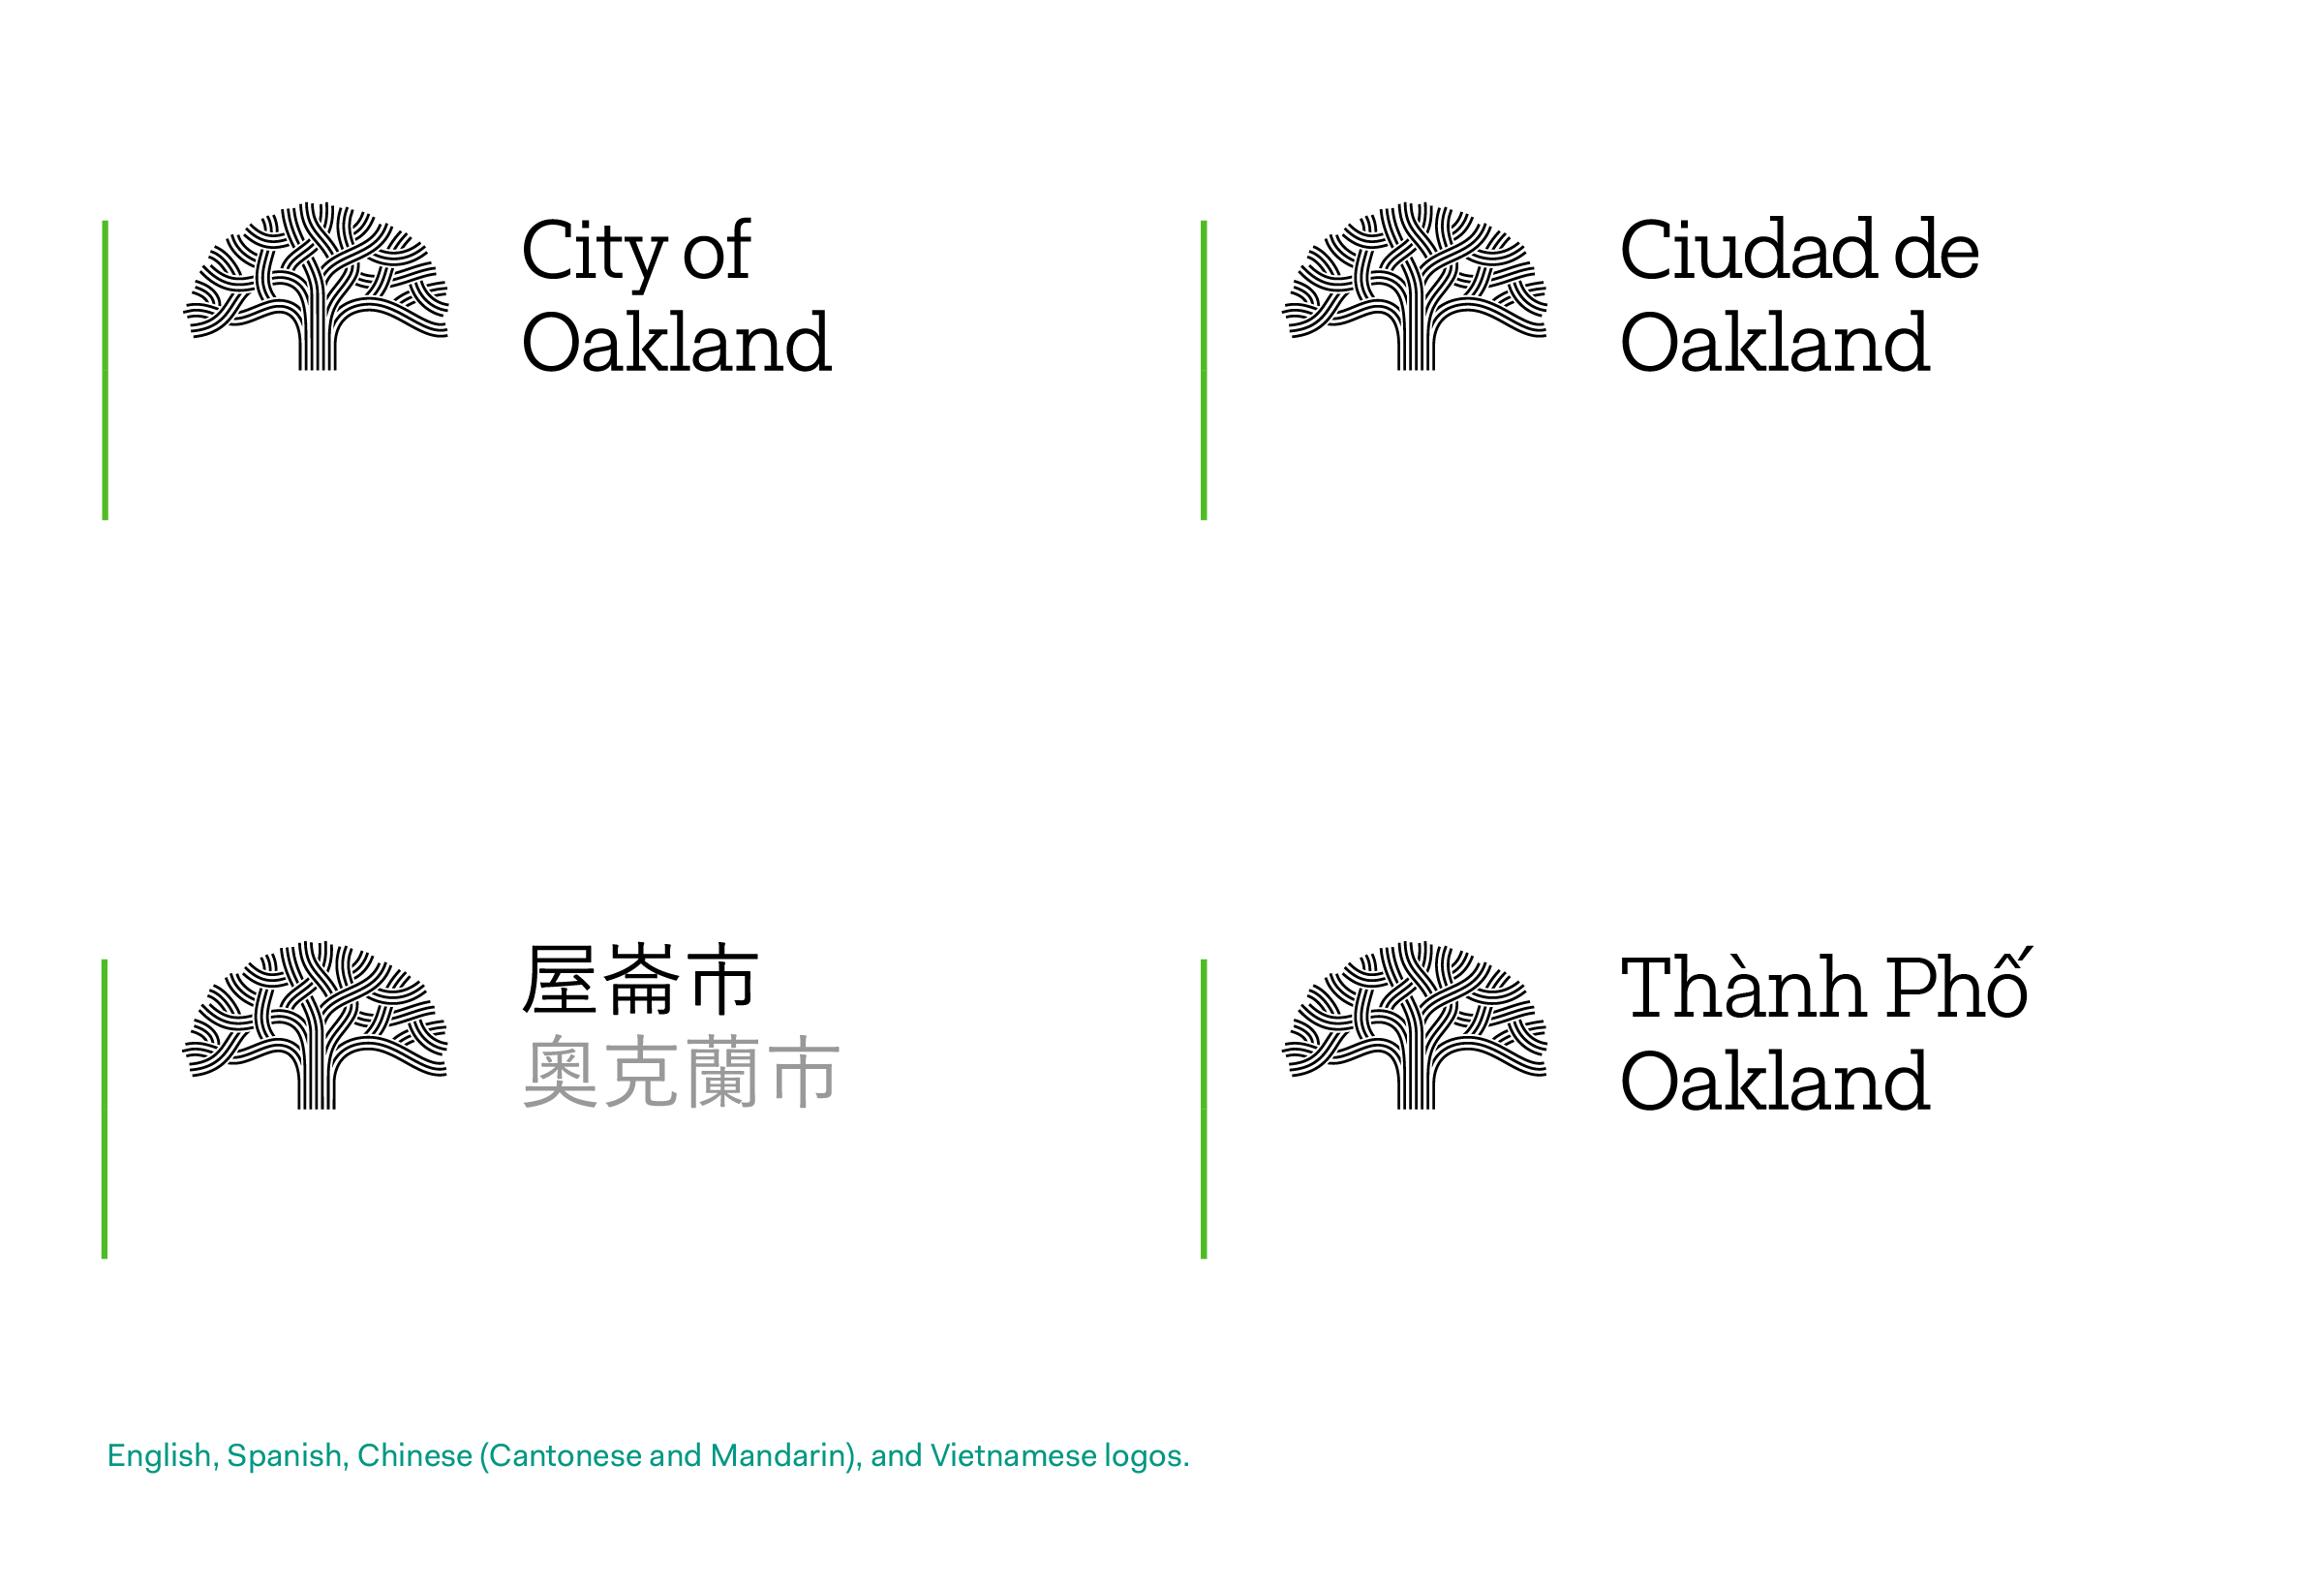 City of
Oakland
Ciudad de
Oakland
屋崙市
奧克蘭市
Thành Phố
Oakland
English, Spanish, Chinese (Cantonese and Mandarin), and Vietnamese logos.